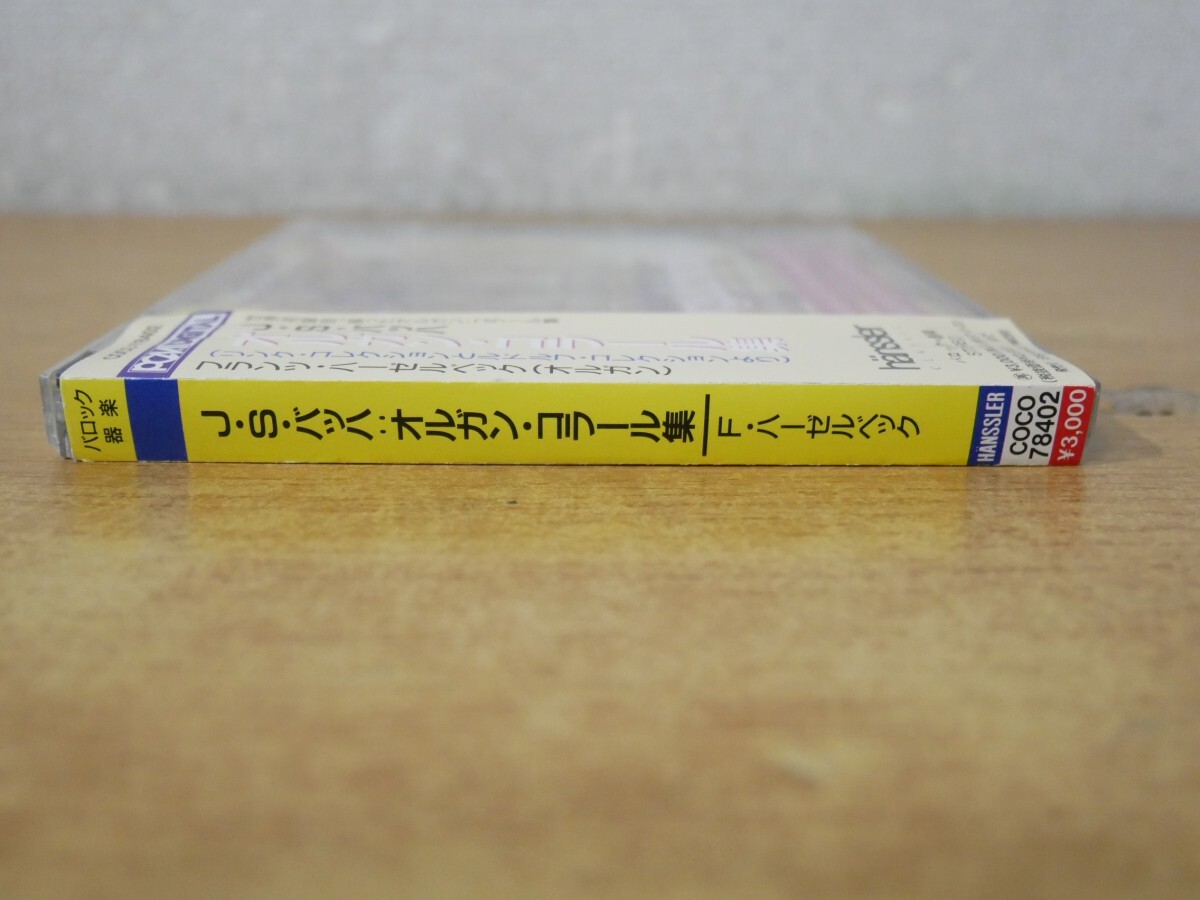 バロック
器楽
J・S・バッハ:オルガン・コラール集
F・ハーゼルベック
HÄNSSLER
COCO
78402
¥3,000
J・S・バッハ
オルガン・コラール集
フランツ・ハーゼルベック(オルガン)
hänssler